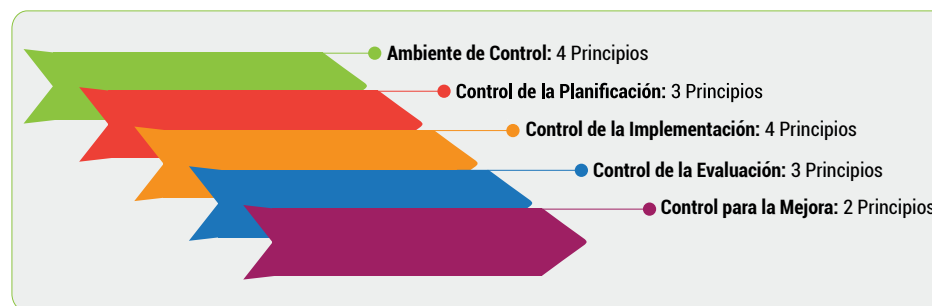 Ambiente de Control: 4 Principios
Control de la Planificación: 3 Principios
Control de la Implementación: 4 Principios
Control de la Evaluación: 3 Principios
Control para la Mejora: 2 Principios